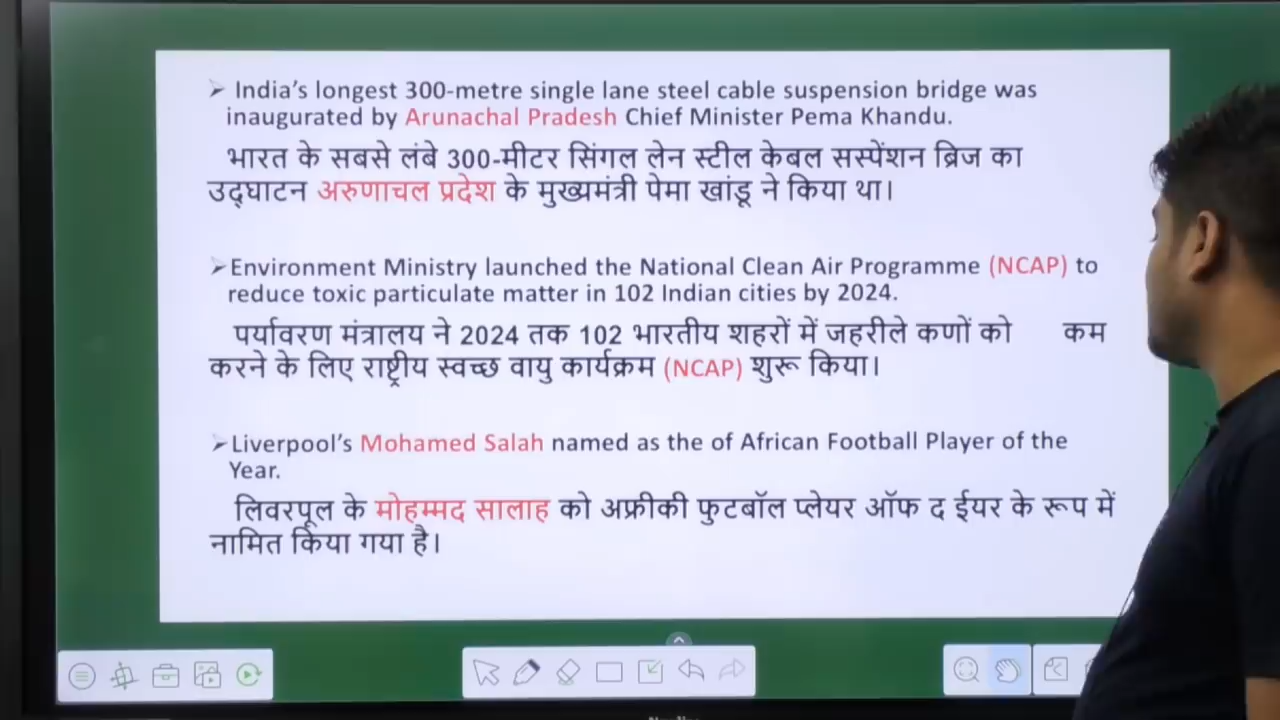 ➢ India's longest 300-metre single lane steel cable suspension bridge was
inaugurated by Arunachal Pradesh Chief Minister Pema Khandu.
भारत के सबसे लंबे 300-मीटर सिंगल लेन स्टील केबल सस्पेंशन ब्रिज का
उद्घाटन अरुणाचल प्रदेश के मुख्यमंत्री पेमा खांडू ने किया था।
➢Environment Ministry launched the National Clean Air Programme (NCAP) to
reduce toxic particulate matter in 102 Indian cities by 2024.
पर्यावरण मंत्रालय ने 2024 तक 102 भारतीय शहरों में जहरीले कणों को कम
करने के लिए राष्ट्रीय स्वच्छ वायु कार्यक्रम (NCAP) शुरू किया।
➢Liverpool's Mohamed Salah named as the of African Football Player of the
Year.
लिवरपूल के मोहम्मद सालाह को अफ्रीकी फुटबॉल प्लेयर ऑफ द ईयर के रूप में
नामित किया गया है।